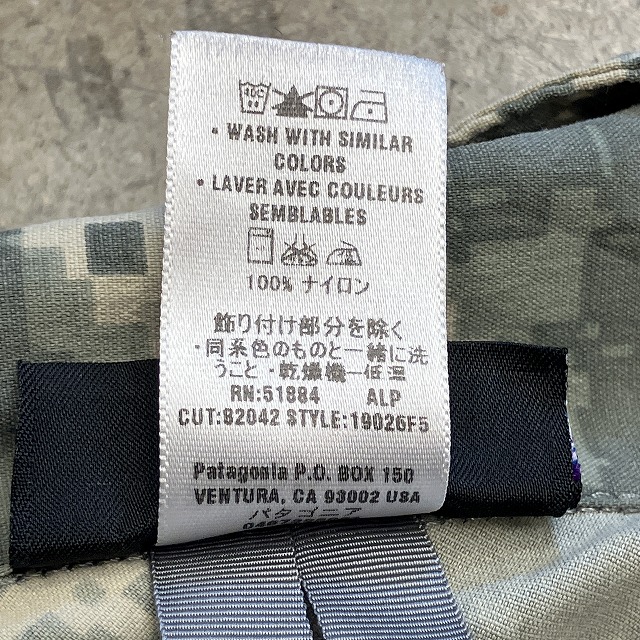 40C
• WASH WITH SIMILAR
COLORS
• LAVER AVEC COULEURS
SEMBLABLES
100% ナイロン
飾り付け部分を除く
・同系色のものと一緒に洗
うこと・乾燥機ー低温
RN:51884 ALP
CUT:82042 STYLE:19026F5
Patagonia P.O. BOX 150
VENTURA, CA 93002 USA
パタゴニア